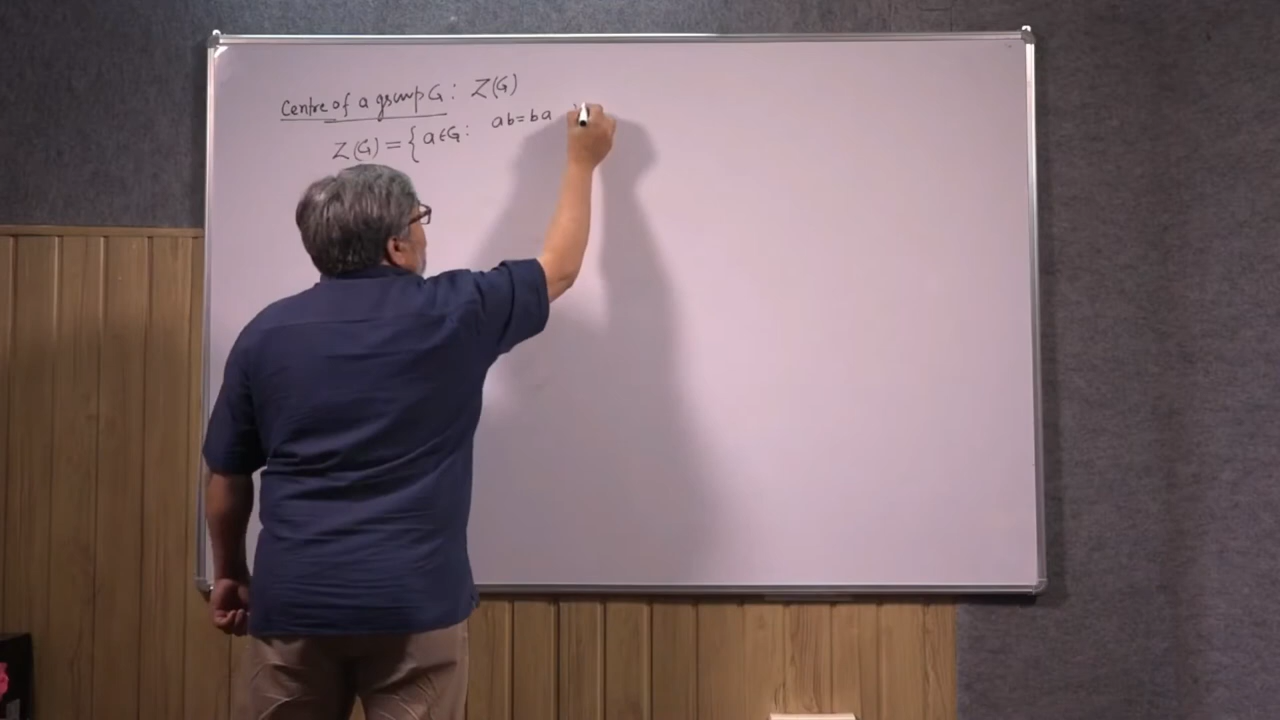 Centre of a group G : Z(G)
Z(G) = { a ∈ G : ab = ba